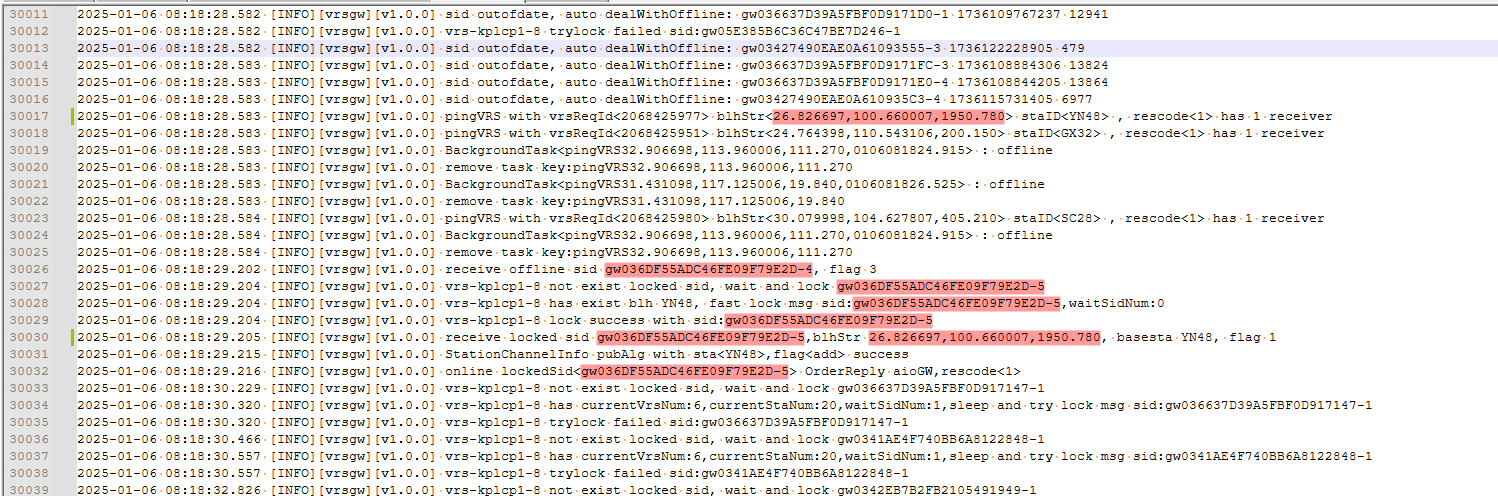 30011 2025-01-06 08:18:28.582 [INFO][vrsgw][v1.0.0] sid outofdate, auto dealWithOffline: gw036637D39A5FBF0D9171D0-1 1736109767237 12941
30012 2025-01-06 08:18:28.582 [INFO][vrsgw][v1.0.0] vrs-kplcp1-8 trylock failed sid:gw05E385B6C36C47BE7D246-1
30013 2025-01-06 08:18:28.582 [INFO][vrsgw][v1.0.0] sid outofdate, auto dealWithOffline: gw03427490EAE0A61093555-3 1736122228905 479
30014 2025-01-06 08:18:28.583 [INFO][vrsgw][v1.0.0] sid outofdate, auto dealWithOffline: gw036637D39A5FBF0D9171FC-3 1736108884306 13824
30015 2025-01-06 08:18:28.583 [INFO][vrsgw][v1.0.0] sid outofdate, auto dealWithOffline: gw036637D39A5FBF0D9171E0-4 1736108844205 13864
30016 2025-01-06 08:18:28.583 [INFO][vrsgw][v1.0.0] sid outofdate, auto dealWithOffline: gw03427490EAE0A610935C3-4 1736115731405 6977
30017 2025-01-06 08:18:28.583 [INFO][vrsgw][v1.0.0] pingVRS with vrsReqId<2068425977> blhStr<26.826697,100.660007,1950.780> staID<YN48> , rescode<1> has 1 receiver
30018 2025-01-06 08:18:28.583 [INFO][vrsgw][v1.0.0] pingVRS with vrsReqId<2068425951> blhStr<24.764398,110.543106,200.150> staID<GX32> , rescode<1> has 1 receiver
30019 2025-01-06 08:18:28.583 [INFO][vrsgw][v1.0.0] BackgroundTask<pingVRS32.906698,113.960006,111.270,0106081824.915> : offline
30020 2025-01-06 08:18:28.583 [INFO][vrsgw][v1.0.0] remove task key:pingVRS32.906698,113.960006,111.270
30021 2025-01-06 08:18:28.583 [INFO][vrsgw][v1.0.0] BackgroundTask<pingVRS31.431098,117.125006,19.840,0106081826.525> : offline
30022 2025-01-06 08:18:28.583 [INFO][vrsgw][v1.0.0] remove task key:pingVRS31.431098,117.125006,19.840
30023 2025-01-06 08:18:28.584 [INFO][vrsgw][v1.0.0] pingVRS with vrsReqId<2068425980> blhStr<30.079998,104.627807,405.210> staID<SC28> , rescode<1> has 1 receiver
30024 2025-01-06 08:18:28.584 [INFO][vrsgw][v1.0.0] BackgroundTask<pingVRS32.906698,113.960006,111.270,0106081824.915> : offline
30025 2025-01-06 08:18:28.584 [INFO][vrsgw][v1.0.0] remove task key:pingVRS32.906698,113.960006,111.270
30026 2025-01-06 08:18:29.202 [INFO][vrsgw][v1.0.0] receive offline sid gw036DF55ADC46FE09F79E2D-4, flag 3
30027 2025-01-06 08:18:29.204 [INFO][vrsgw][v1.0.0] vrs-kplcp1-8 not exist locked sid, wait and lock gw036DF55ADC46FE09F79E2D-5
30028 2025-01-06 08:18:29.204 [INFO][vrsgw][v1.0.0] vrs-kplcp1-8 has exist blh YN48, fast lock msg sid:gw036DF55ADC46FE09F79E2D-5,waitSidNum:0
30029 2025-01-06 08:18:29.204 [INFO][vrsgw][v1.0.0] vrs-kplcp1-8 lock success with sid:gw036DF55ADC46FE09F79E2D-5
30030 2025-01-06 08:18:29.205 [INFO][vrsgw][v1.0.0] receive locked sid gw036DF55ADC46FE09F79E2D-5,blhStr 26.826697,100.660007,1950.780, basesta YN48, flag 1
30031 2025-01-06 08:18:29.215 [INFO][vrsgw][v1.0.0] StationChannelInfo pubAlg with sta<YN48>,flag<add> success
30032 2025-01-06 08:18:29.216 [INFO][vrsgw][v1.0.0] online lockedSid<gw036DF55ADC46FE09F79E2D-5> OrderReply aioGW,rescode<1>
30033 2025-01-06 08:18:30.229 [INFO][vrsgw][v1.0.0] vrs-kplcp1-8 not exist locked sid, wait and lock gw036637D39A5FBF0D917147-1
30034 2025-01-06 08:18:30.320 [INFO][vrsgw][v1.0.0] vrs-kplcp1-8 has currentVrsNum:6,currentStaNum:20,waitSidNum:1,sleep and try lock msg sid:gw036637D39A5FBF0D917147-1
30035 2025-01-06 08:18:30.320 [INFO][vrsgw][v1.0.0] vrs-kplcp1-8 trylock failed sid:gw036637D39A5FBF0D917147-1
30036 2025-01-06 08:18:30.466 [INFO][vrsgw][v1.0.0] vrs-kplcp1-8 not exist locked sid, wait and lock gw0341AE4F740BB6A8122848-1
30037 2025-01-06 08:18:30.557 [INFO][vrsgw][v1.0.0] vrs-kplcp1-8 has currentVrsNum:6,currentStaNum:20,waitSidNum:1,sleep and try lock msg sid:gw0341AE4F740BB6A8122848-1
30038 2025-01-06 08:18:30.557 [INFO][vrsgw][v1.0.0] vrs-kplcp1-8 trylock failed sid:gw0341AE4F740BB6A8122848-1
30039 2025-01-06 08:18:32.826 [INFO][vrsgw][v1.0.0] vrs-kplcp1-8 not exist locked sid, wait and lock gw0342EB7B2FB2105491949-1